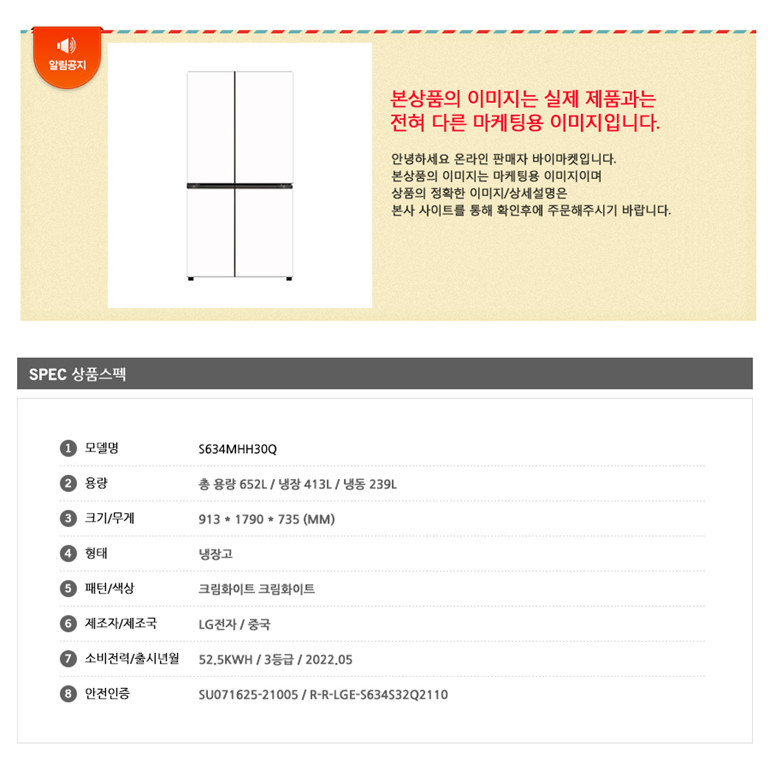 알림공지
본상품의 이미지는 실제 제품과는
전혀 다른 마케팅용 이미지입니다.
안녕하세요 온라인 판매자 바이마켓입니다.
본상품의 이미지는 마케팅용 이미지이며
상품의 정확한 이미지/상세설명은
본사 사이트를 통해 확인후에 주문해주시기 바랍니다.
SPEC 상품스펙
1 모델명 S634MHH30Q
2 용량 총 용량 652L / 냉장 413L / 냉동 239L
3 크기/무게 913 * 1790 * 735 (MM)
4 형태 냉장고
5 패턴/색상 크림화이트 크림화이트
6 제조자/제조국 LG전자 / 중국
7 소비전력/출시년월 52.5KWH / 3등급 / 2022.05
8 안전인증 SU071625-21005 / R-R-LGE-S634S32Q2110